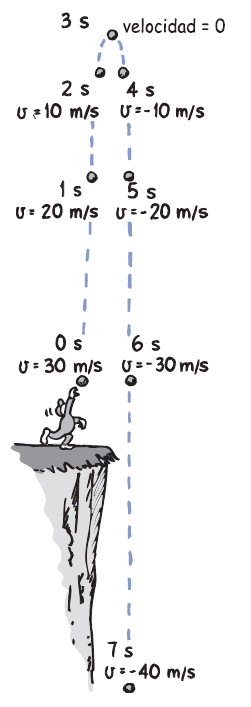 3 s
velocidad = 0
2 s
4 s
υ = 10 m/s
υ = -10 m/s
1 s
5 s
υ = 20 m/s
υ = -20 m/s
0 s
6 s
υ = 30 m/s
υ = -30 m/s
7 s
υ = -40 m/s